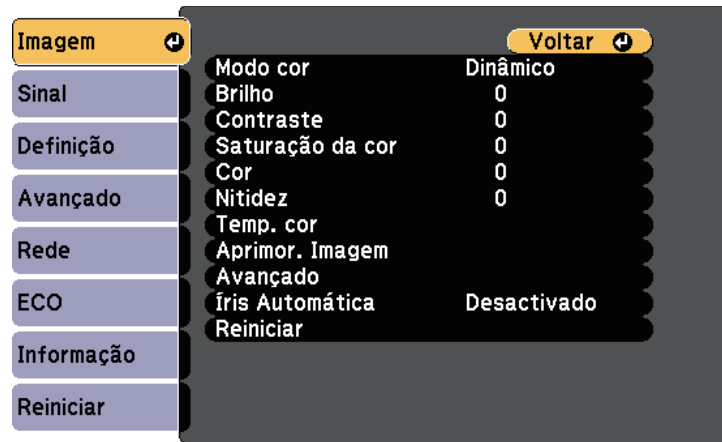 Imagem
Sinal
Definição
Avançado
Rede
ECO
Informação
Reiniciar
Voltar
Modo cor Dinâmico
Brilho 0
Contraste 0
Saturação da cor 0
Cor 0
Nitidez 0
Temp. cor
Aprimor. Imagem
Avançado
Íris Automática Desactivado
Reiniciar